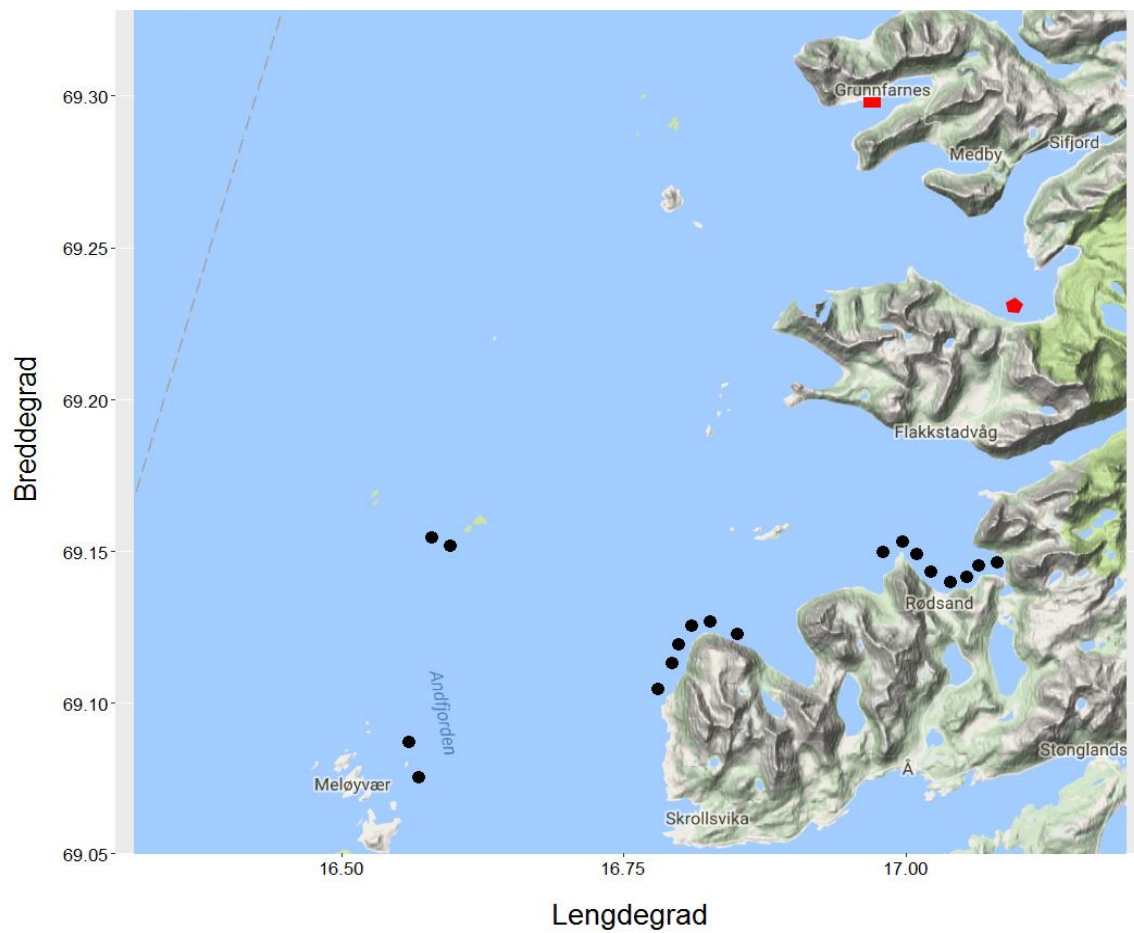 Grunnfarnes
69.30
Sifjord
Medby
69.25
69.20
Flakkstadvåg
69.15
Rødsand
69.10
Andfjorden
Stonglands
Å
Meløyvær
Skrollsvika
69.05
16.50 16.75 17.00
Breddegrad
Lengdegrad